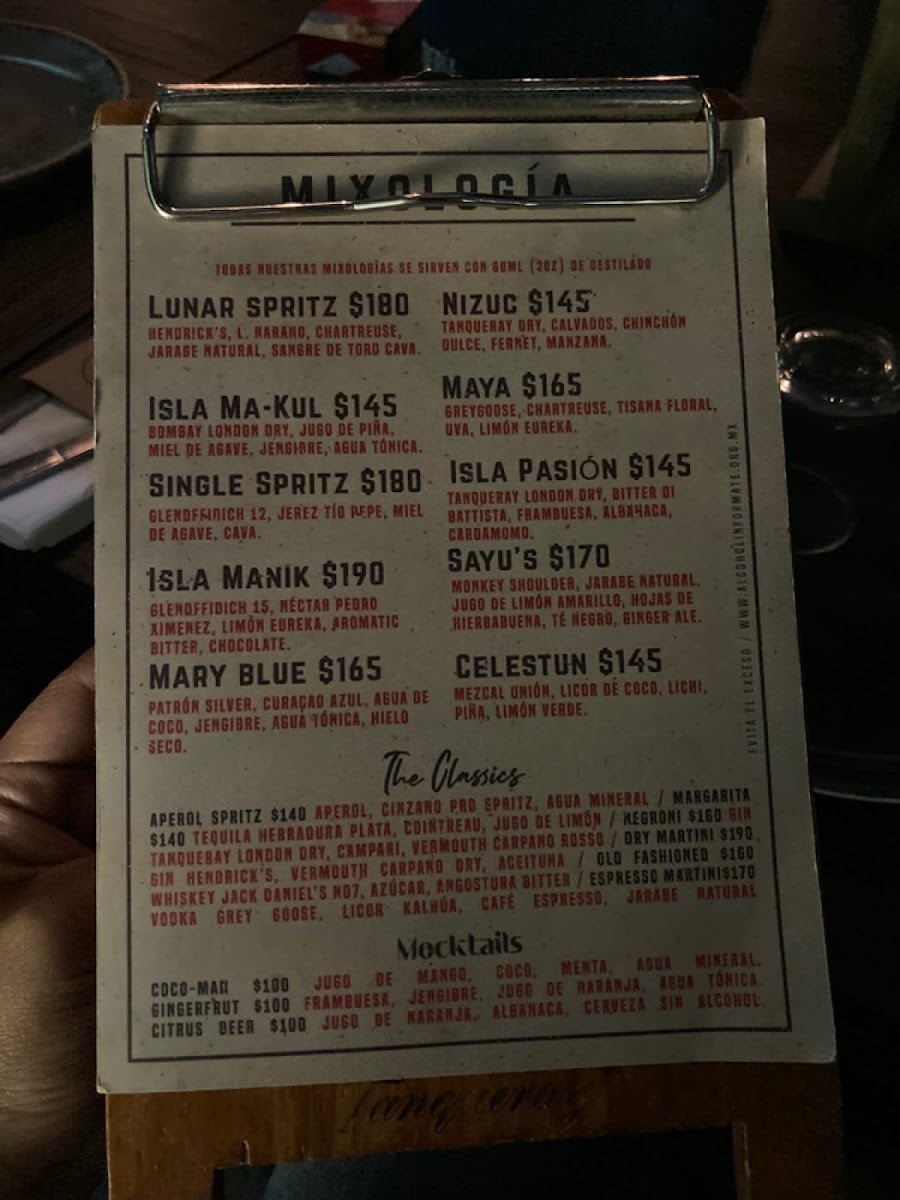 MIXOLOGÍA
TODAS NUESTRAS MIXOLOGÍAS SE SIRVEN CON 60ML (2OZ) DE DESTILADO
LUNAR SPRITZ $180
HENDRICK'S, L. NARANO, CHARTREUSE,
JARABE NATURAL, SANGRE DE TORO CAVA.
ISLA MA-KUL $145
BOMBAY LONDON DRY, JUGO DE PIÑA,
MIEL DE AGAVE, JENGIBRE, AGUA TÓNICA.
SINGLE SPRITZ $180
GLENDFFIDICH 12, JEREZ TÍO PEPE, MIEL
DE AGAVE, CAVA.
ISLA MANIK $190
GLENDFFIDICH 15, NÉCTAR PEDRO
XIMENEZ, LIMÓN EUREKA, AROMATIC
BITTER, CHOCOLATE.
MARY BLUE $165
PATRÓN SILVER, CURAÇAO AZUL, AGUA DE
COCO, JENGIBRE, AGUA TÓNICA, HIELO
SECO.
NIZUC $145
TANQUERAY DRY, CALVADOS, CHINCHÓN
DULCE, FERNET, MANZANA.
MAYA $165
GREYGOOSE, CHARTREUSE, TISANA FLORAL,
UVA, LIMÓN EUREKA.
ISLA PASIÓN $145
TANQUERAY LONDON DRY, BITTER DI
BATTISTA, FRAMBUESA, ALBAHACA,
CARDAMOMO.
SAYU'S $170
MONKEY SHOULDER, JARABE NATURAL,
JUGO DE LIMÓN AMARILLO, HOJAS DE
HIERBABUENA, TÉ NEGRO, GINGER ALE.
CELESTUN $145
MEZCAL UNIÓN, LICOR DE COCO, LICHI,
PIÑA, LIMÓN VERDE.
EVITA EL EXCESO / WWW.ALCOHOLINFORMATE.ORG.MX
The Classics
APEROL SPRITZ $140 APEROL, CINZANO PRO SPRITZ, AGUA MINERAL / MARGARITA
$140 TEQUILA HERRADURA PLATA, COINTREAU, JUGO DE LIMÓN / NEGRONI $160 GIN
TANQUERAY LONDON DRY, CAMPARI, VERMOUTH CARPANO ROSSO / DRY MARTINI $190
GIN HENDRICK'S, VERMOUTH CARPANO DRY, ACEITUNA / OLD FASHIONED $160
WHISKEY JACK DANIEL'S NO7, AZÚCAR, ANGOSTURA BITTER / ESPRESSO MARTINI$170
VODKA GREY GOOSE, LICOR KALHÚA, CAFÉ ESPRESSO, JARABE NATURAL
Mocktails
COCO-MAN $100 JUGO DE MANGO, COCO, MENTA, AGUA MINERAL.
GINGERFRUT $100 FRAMBUESA, JENGIBRE, JUGO DE NARANJA, AGUA TÓNICA.
CITRUS BEER $100 JUGO DE NARANJA, ALBAHACA, CERVEZA SIN ALCOHOL.
Tanqueray